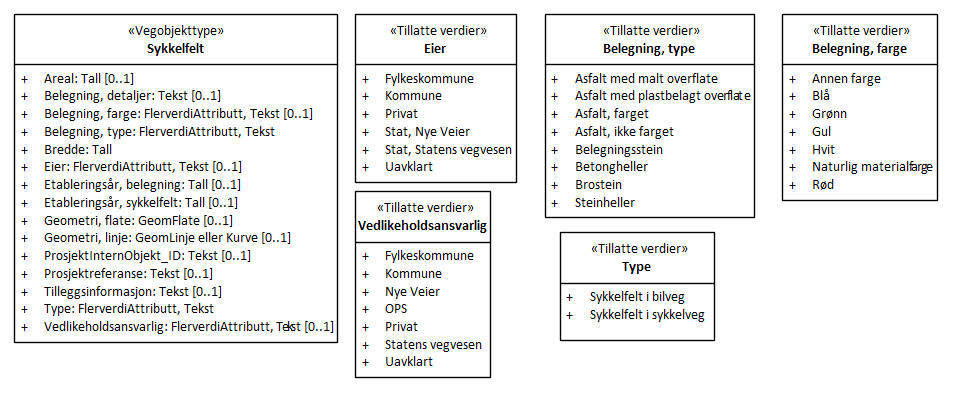 «Vegobjekttype»
Sykkelfelt
+ Areal: Tall [0..1]
+ Belegning, detaljer: Tekst [0..1]
+ Belegning, farge: FlerverdiAttributt, Tekst [0..1]
+ Belegning, type: FlerverdiAttributt, Tekst
+ Bredde: Tall
+ Eier: FlerverdiAttributt, Tekst [0..1]
+ Etableringsår, belegning: Tall [0..1]
+ Etableringsår, sykkelfelt: Tall [0..1]
+ Geometri, flate: GeomFlate [0..1]
+ Geometri, linje: GeomLinje eller Kurve [0..1]
+ ProsjektInternObjekt_ID: Tekst [0..1]
+ Prosjektreferanse: Tekst [0..1]
+ Tilleggsinformasjon: Tekst [0..1]
+ Type: FlerverdiAttributt, Tekst
+ Vedlikeholdsansvarlig: FlerverdiAttributt, Tekst [0..1]
«Tillatte verdier»
Eier
+ Fylkeskommune
+ Kommune
+ Privat
+ Stat, Nye Veier
+ Stat, Statens vegvesen
+ Uavklart
«Tillatte verdier»
Vedlikeholdsansvarlig
+ Fylkeskommune
+ Kommune
+ Nye Veier
+ OPS
+ Privat
+ Statens vegvesen
+ Uavklart
«Tillatte verdier»
Belegning, type
+ Asfalt med malt overflate
+ Asfalt med plastbelagt overflate
+ Asfalt, farget
+ Asfalt, ikke farget
+ Belegningsstein
+ Betongheller
+ Brostein
+ Steinheller
«Tillatte verdier»
Type
+ Sykkelfelt i bilveg
+ Sykkelfelt i sykkelveg
«Tillatte verdier»
Belegning, farge
+ Annen farge
+ Blå
+ Grønn
+ Gul
+ Hvit
+ Naturlig materialfarge
+ Rød